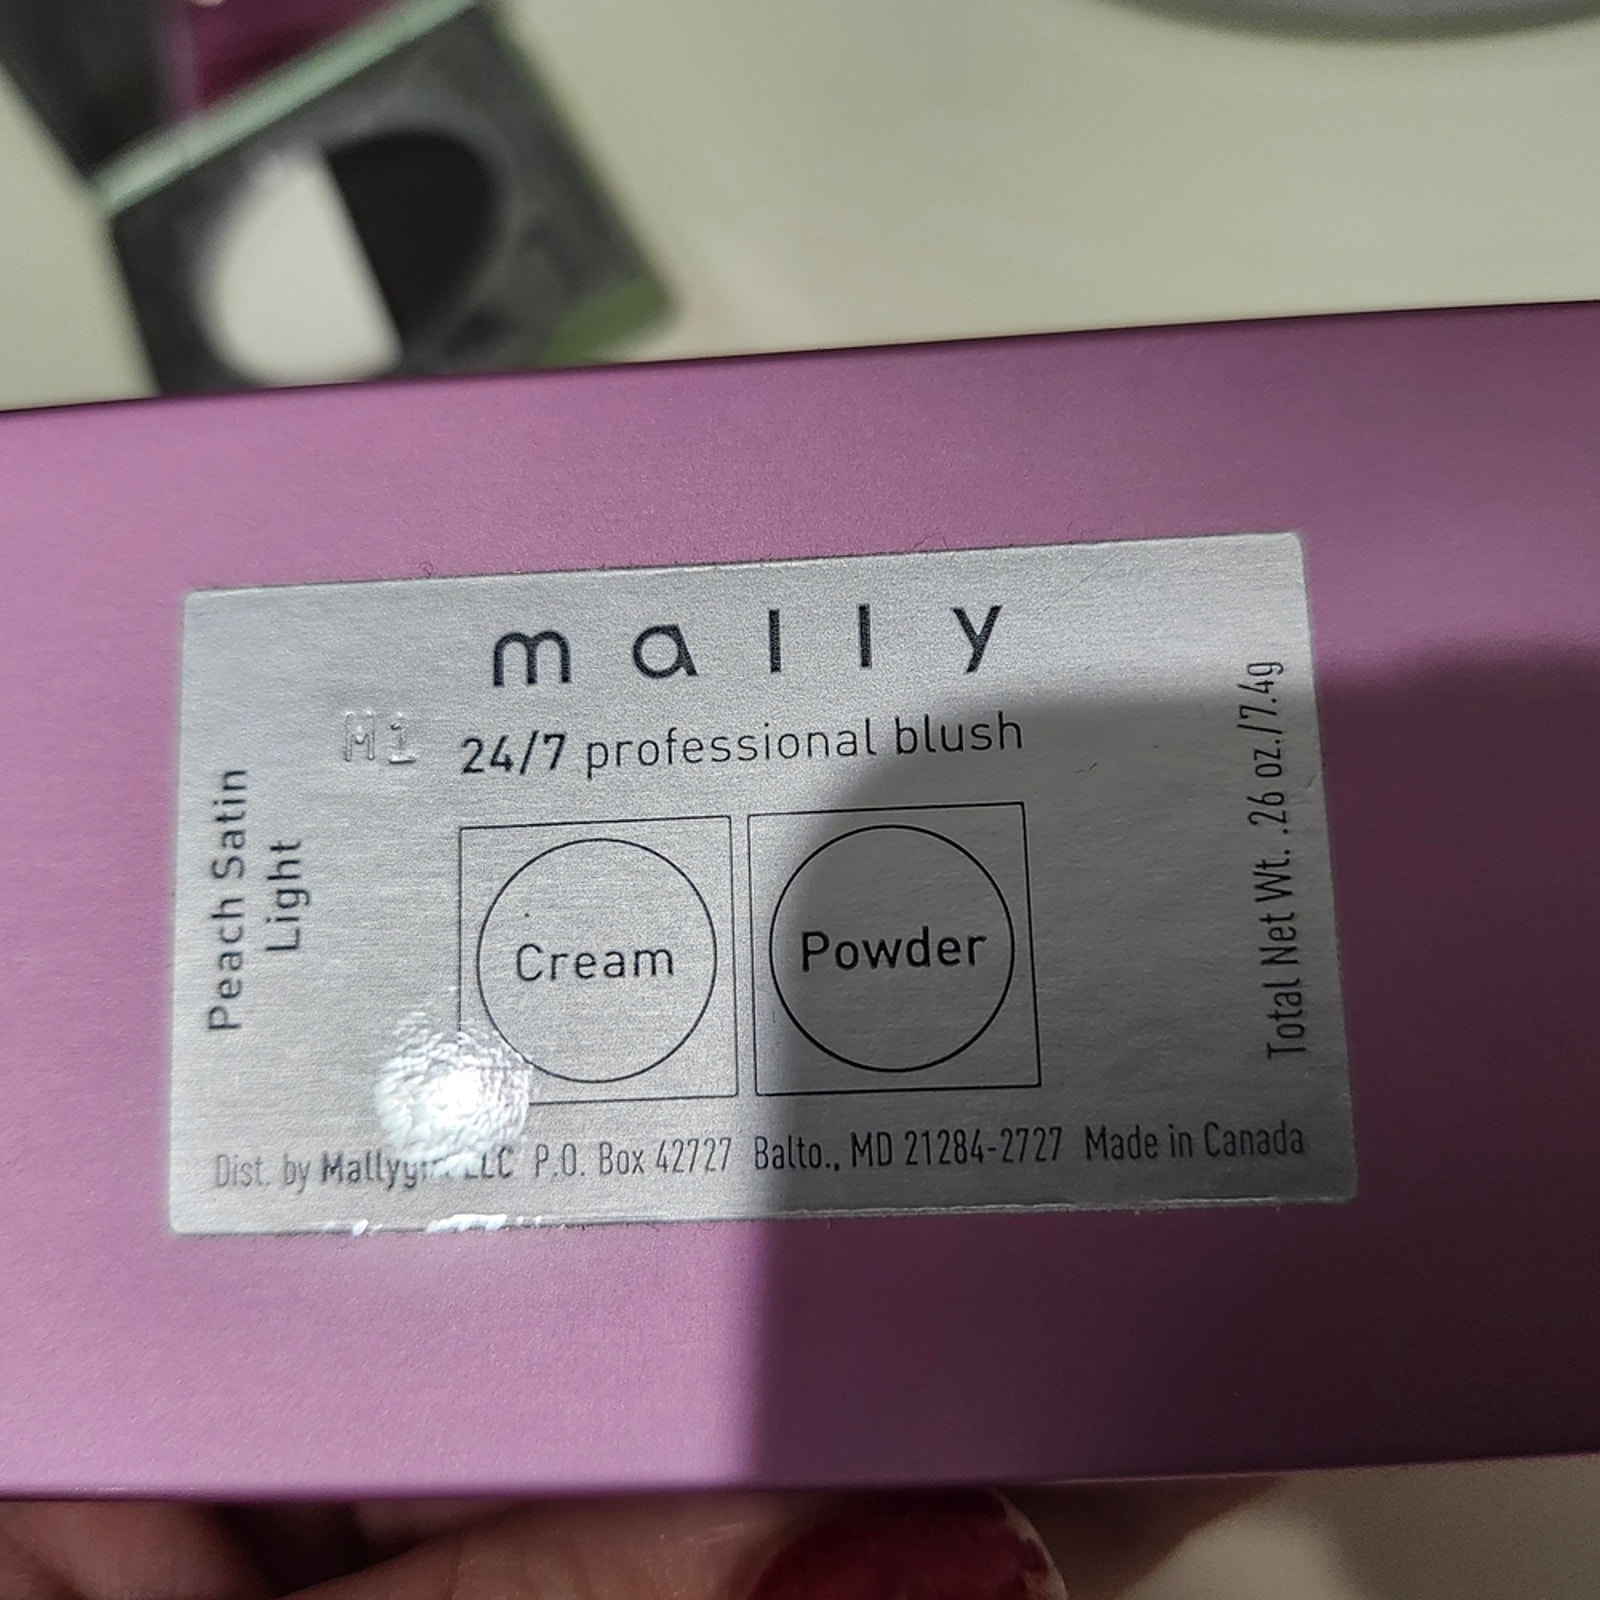 mally
M1
24/7 professional blush
Peach Satin
Light
Cream
Powder
Total Net Wt. .26 oz./7.4g
Dist. by LLC P.O. Box 42727 Balto., MD 21284-2727 Made in Canada